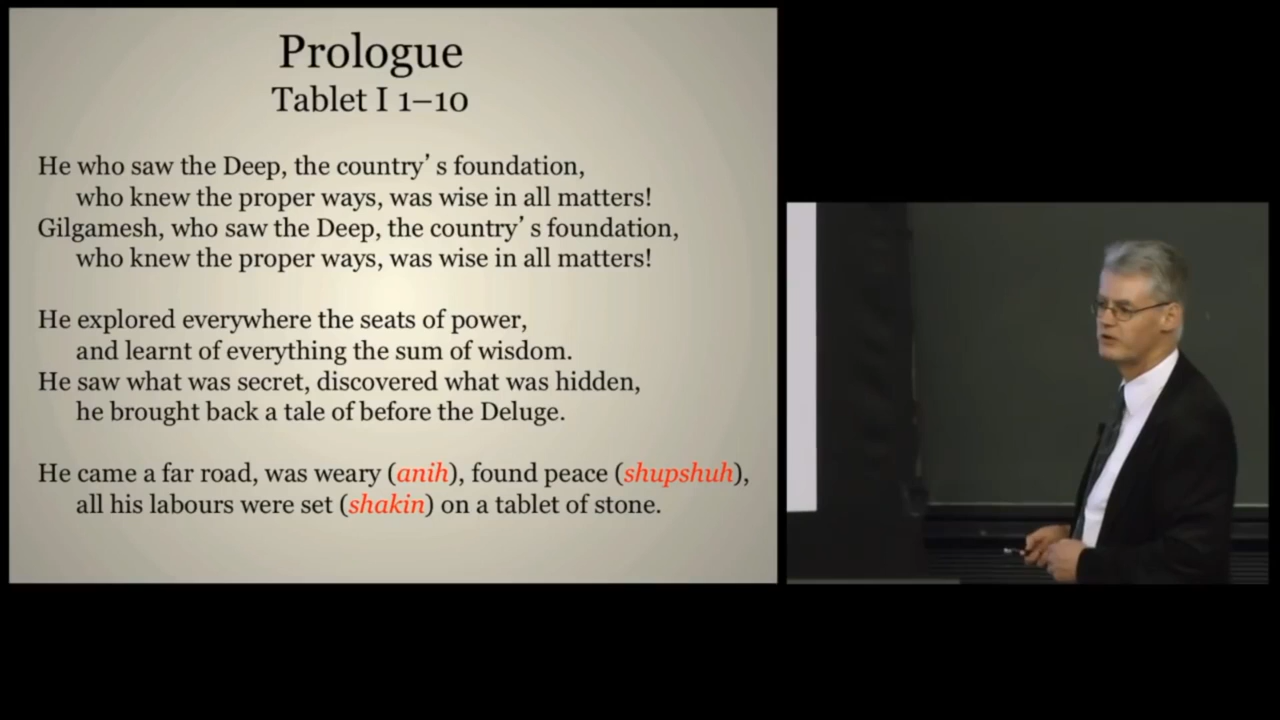 Prologue
Tablet I 1–10
He who saw the Deep, the country’s foundation,
who knew the proper ways, was wise in all matters!
Gilgamesh, who saw the Deep, the country’s foundation,
who knew the proper ways, was wise in all matters!
He explored everywhere the seats of power,
and learnt of everything the sum of wisdom.
He saw what was secret, discovered what was hidden,
he brought back a tale of before the Deluge.
He came a far road, was weary (anih), found peace (shupshuh),
all his labours were set (shakin) on a tablet of stone.